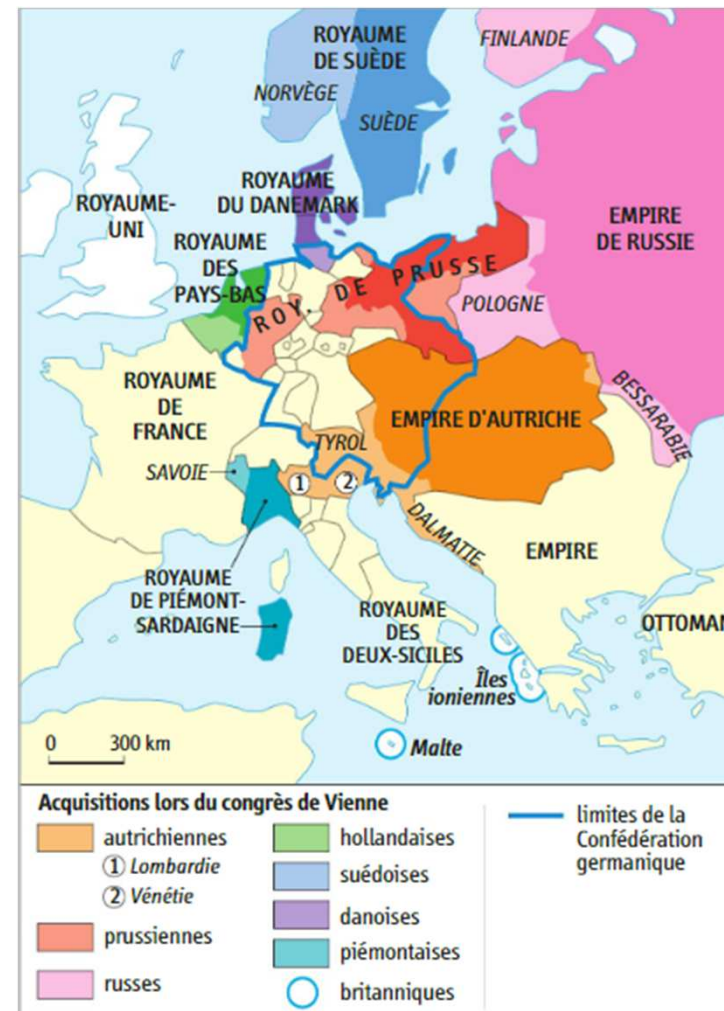 ROYAUME
DE SUÈDE
FINLANDE
NORVÈGE
SUÈDE
ROYAUME-
UNI
ROYAUME
DU DANEMARK
EMPIRE
DE RUSSIE
ROYAUME
DES
PAYS-BAS
ROY. DE PRUSSE
POLOGNE
ROYAUME
DE
FRANCE
TYROL
EMPIRE D'AUTRICHE
BESSARABIE
SAVOIE
1
2
DALMATIE
EMPIRE
ROYAUME
DE PIÉMONT-
SARDAIGNE
ROYAUME
DES
DEUX-SICILES
OTTOMAN
Îles
ioniennes
0 300 km
Malte
Acquisitions lors du congrès de Vienne
autrichiennes
1 Lombardie
2 Vénétie
prussiennes
russes
hollandaises
suédoises
danoises
piémontaises
britanniques
limites de la
Confédération
germanique